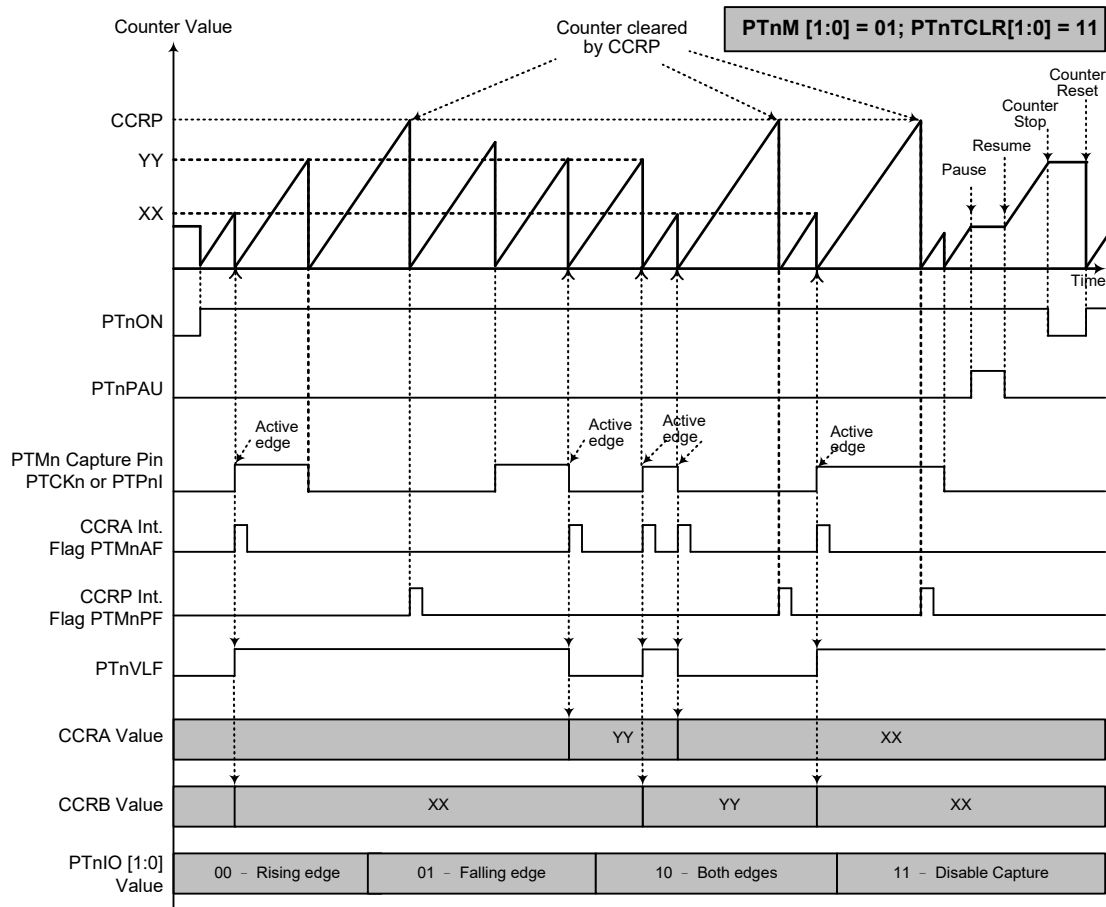 PTnM [1:0] = 01; PTnTCLR[1:0] = 11
Counter Value
Counter cleared
by CCRP
Counter
Reset
Counter
Stop
Resume
Pause
CCRP
YY
XX
Time
PTnON
PTnPAU
Active
edge
Active
edge
Active
edge
Active
edge
PTMn Capture Pin
PTCKn or PTPnI
CCRA Int.
Flag PTMnAF
CCRP Int.
Flag PTMnPF
PTnVLF
CCRA Value
YY
XX
CCRB Value
XX
YY
XX
PTnIO [1:0]
Value
00 – Rising edge
01 – Falling edge
10 – Both edges
11 – Disable Capture